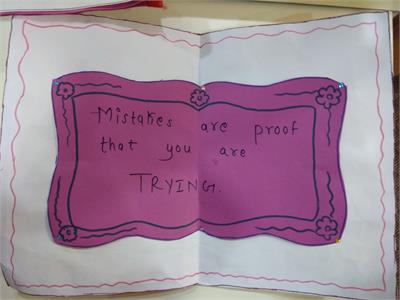 Mistakes are proof
that you are
TRYING.